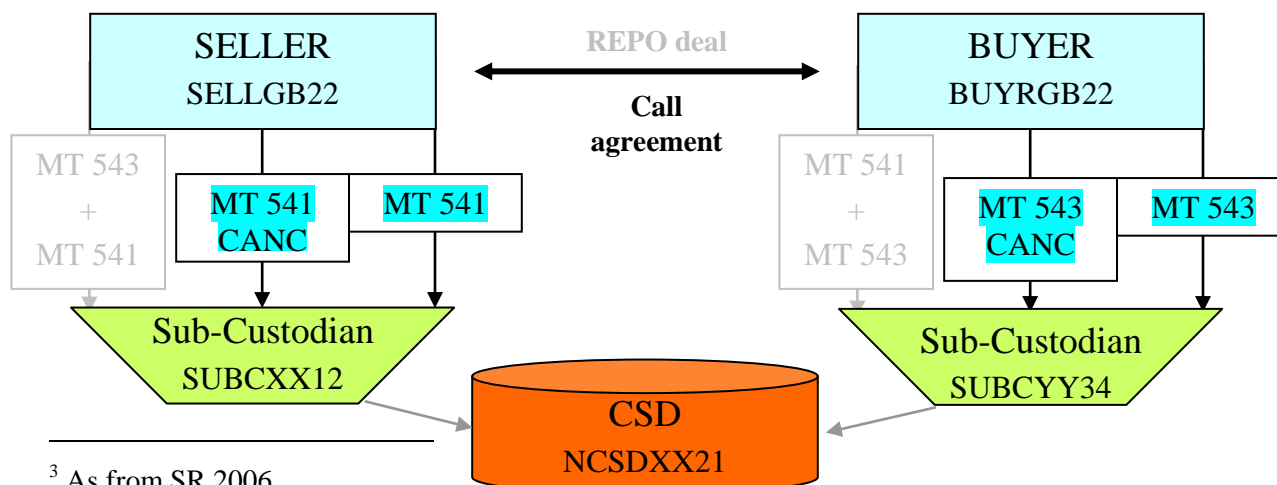 SELLER
SELLGB22
REPO deal
Call
agreement
BUYER
BUYRGB22
MT 543
+
MT 541
MT 541
CANC
MT 541
MT 541
+
MT 543
MT 543
CANC
MT 543
Sub-Custodian
SUBCXX12
Sub-Custodian
SUBCYY34
CSD
NCSDXX21
3 As from SR 2006